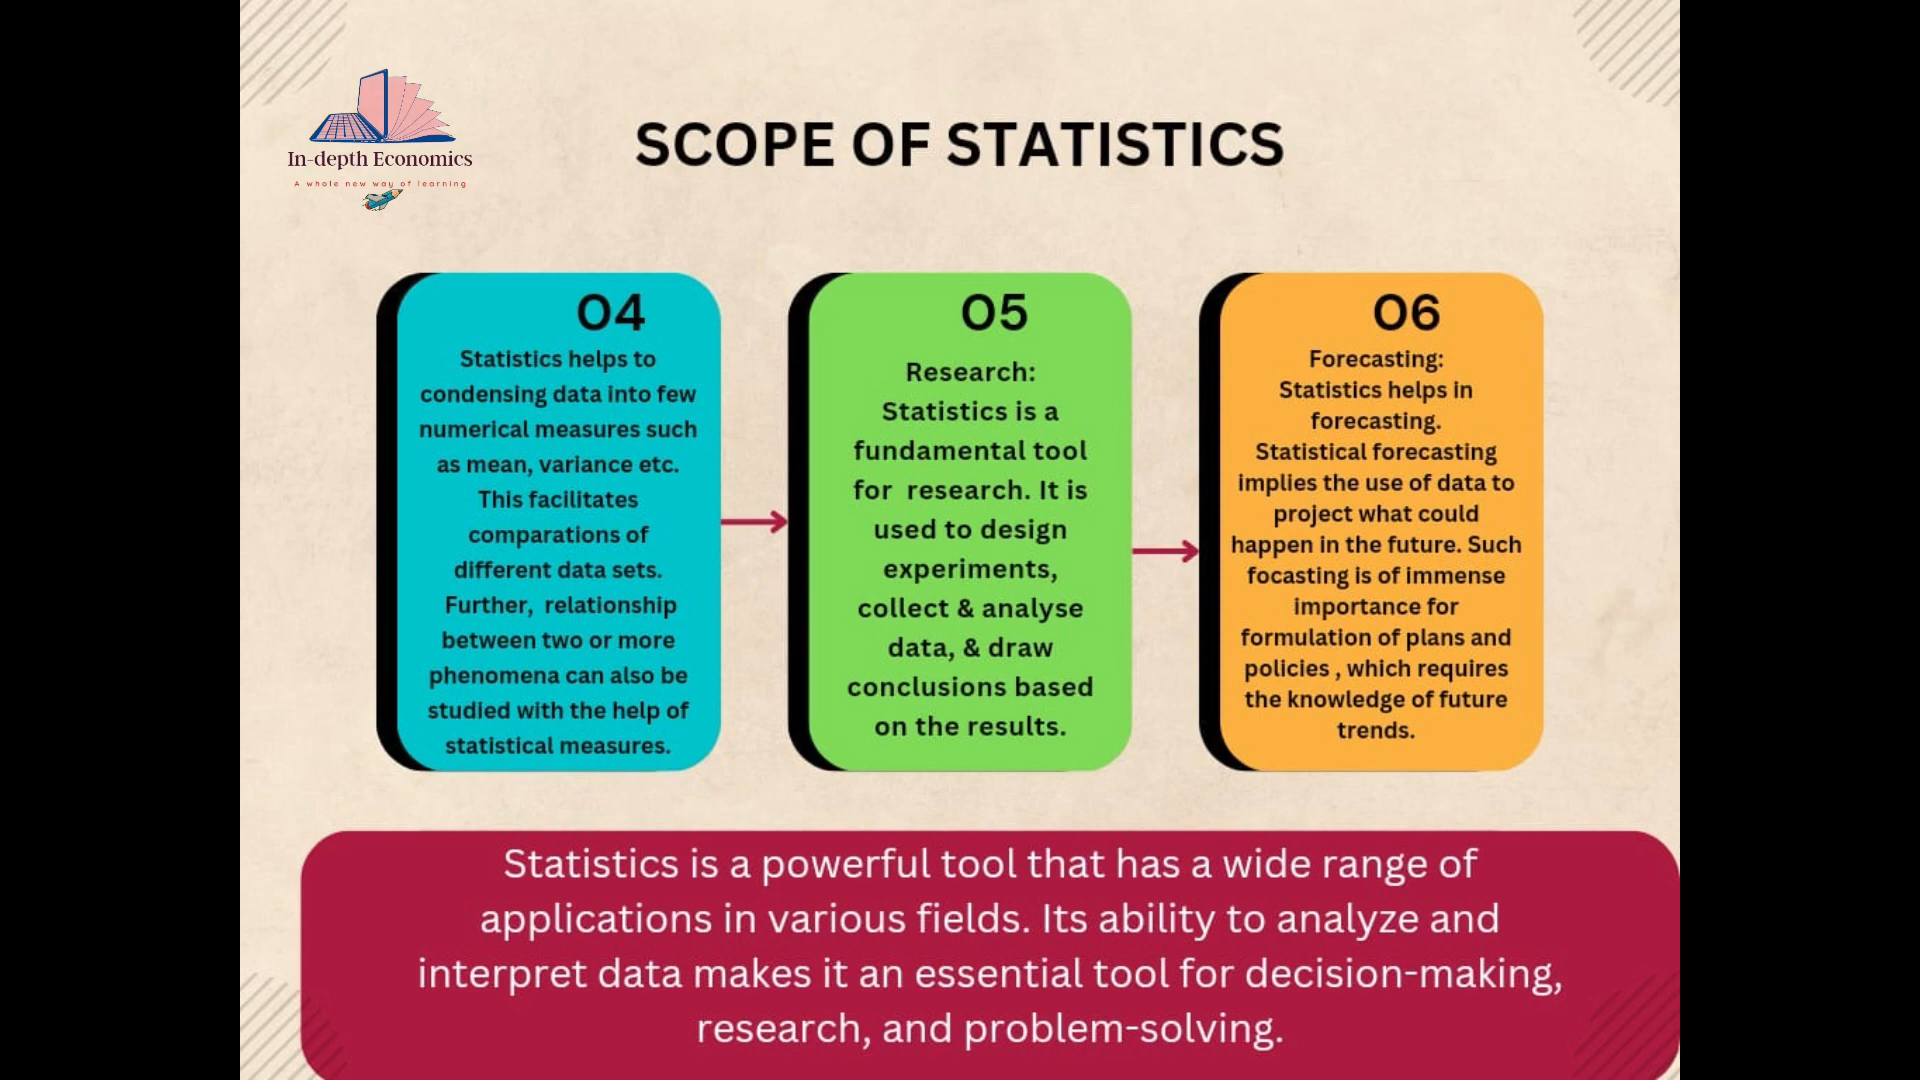 In-depth Economics
A whole new way of learning
SCOPE OF STATISTICS
04
Statistics helps to
condensing data into few
numerical measures such
as mean, variance etc.
This facilitates
comparations of
different data sets.
Further, relationship
between two or more
phenomena can also be
studied with the help of
statistical measures.
05
Research:
Statistics is a
fundamental tool
for research. It is
used to design
experiments,
collect & analyse
data, & draw
conclusions based
on the results.
06
Forecasting:
Statistics helps in
forecasting.
Statistical forecasting
implies the use of data to
project what could
happen in the future. Such
focasting is of immense
importance for
formulation of plans and
policies , which requires
the knowledge of future
trends.
Statistics is a powerful tool that has a wide range of
applications in various fields. Its ability to analyze and
interpret data makes it an essential tool for decision-making,
research, and problem-solving.